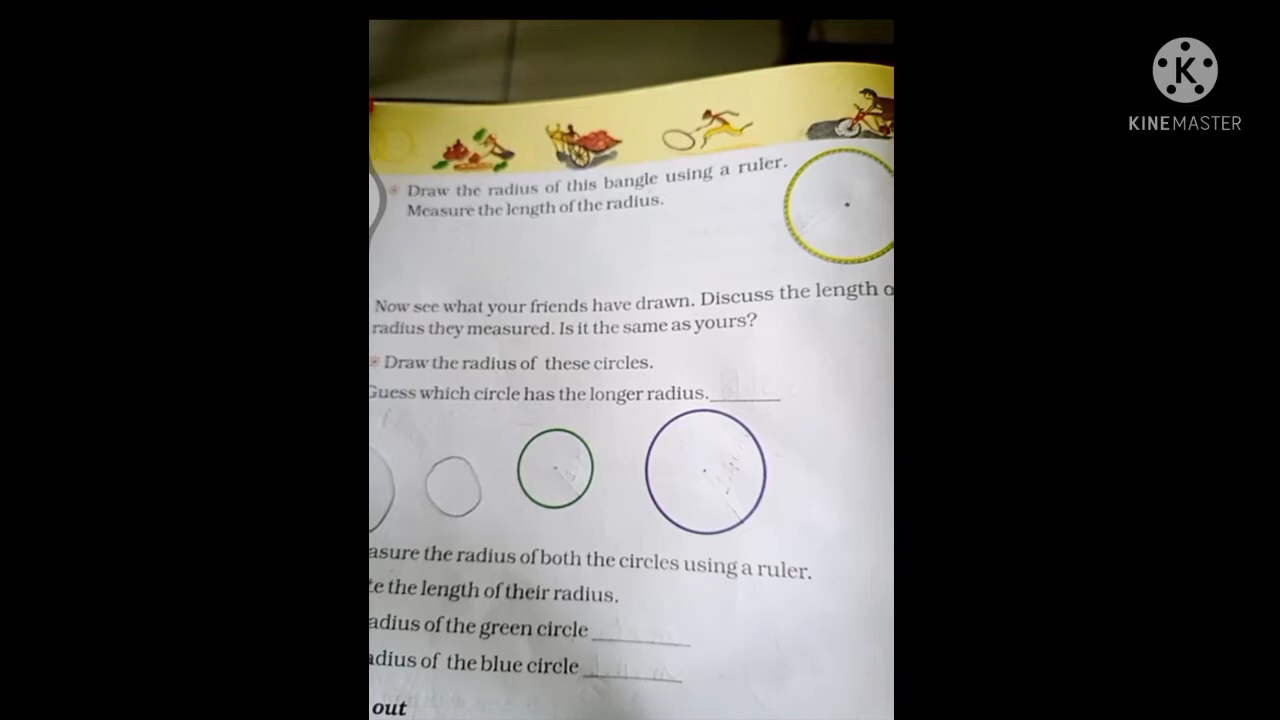 KINEMASTER
Draw the radius of this bangle using a ruler.
Measure the length of the radius.
Now see what your friends have drawn. Discuss the length
radius they measured. Is it the same as yours?
Draw the radius of these circles.
Guess which circle has the longer radius.
asure the radius of both the circles using a ruler.
te the length of their radius.
adius of the green circle
adius of the blue circle
out